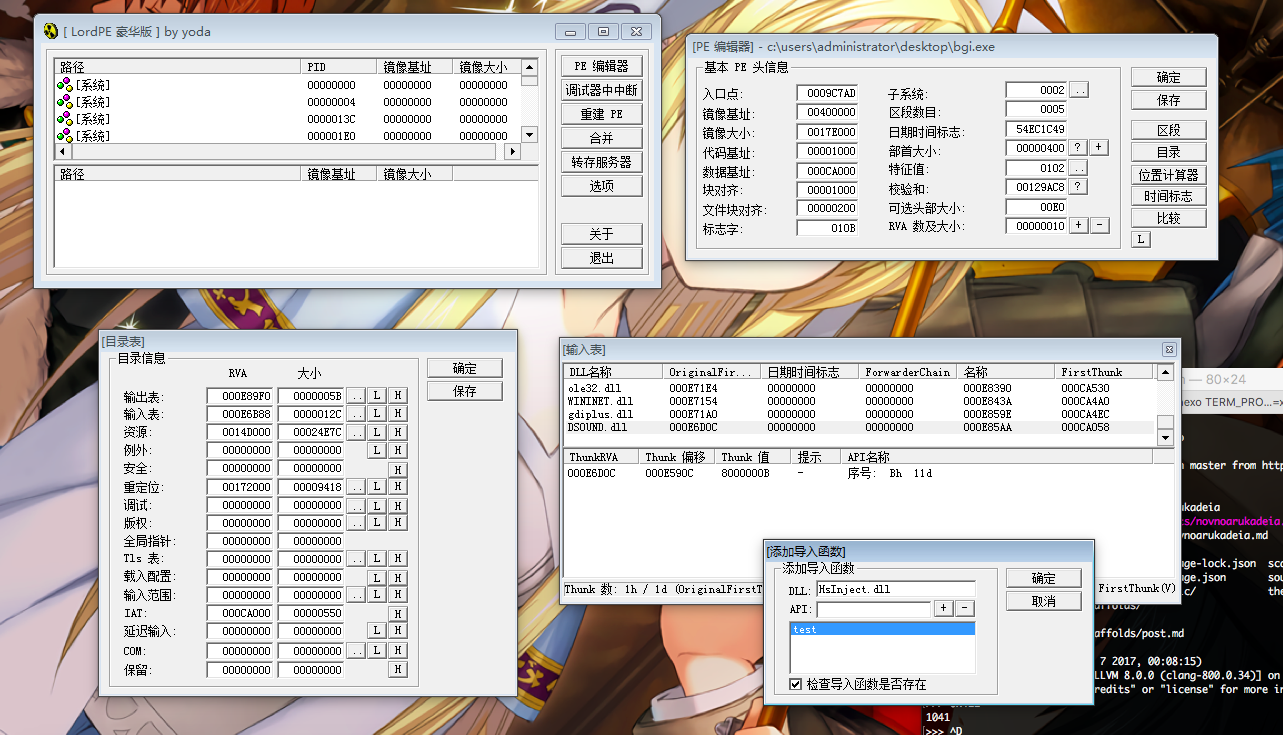 [ LordPE 豪华版 ] by yoda
路径 PID 镜像基址 镜像大小
[系统] 00000000 00000000 00000000
[系统] 00000004 00000000 00000000
[系统] 0000013C 00000000 00000000
[系统] 000001E0 00000000 00000000
路径 镜像基址 镜像大小
PE 编辑器
调试器中中断
重建 PE
合并
转存服务器
选项
关于
退出
[PE 编辑器] - c:\users\administrator\desktop\bgi.exe
基本 PE 头信息
入口点: 0009C7AD 子系统: 0002 ..
镜像基址: 00400000 区段数目: 0005
镜像大小: 0017E000 日期时间标志: 54EC1C49
代码基址: 00001000 部首大小: 00000400 ? +
数据基址: 000CA000 特征值: 0102 ..
块对齐: 00001000 校验和: 00129AC8 ?
文件块对齐: 00000200 可选头部大小: 00E0
标志字: 010B RVA 数及大小: 00000010 + -
确定
保存
区段
目录
位置计算器
时间标志
比较
L
[目录表]
目录信息
RVA 大小
输出表: 000E89F0 0000005B .. L H
输入表: 000E6B88 0000012C .. L H
资源: 0014D000 00024E7C .. L H
例外: 00000000 00000000 L H
安全: 00000000 00000000 H
重定位: 00172000 00009418 .. L H
调试: 00000000 00000000 .. L H
版权: 00000000 00000000 .. L H
全局指针: 00000000 00000000
Tls 表: 00000000 00000000 .. L H
载入配置: 00000000 00000000 L H
输入范围: 00000000 00000000 .. L H
IAT: 000CA000 00000550 H
延迟输入: 00000000 00000000 L H
COM: 00000000 00000000 .. L H
保留: 00000000 00000000 H
确定
保存
[输入表]
DLL名称 OriginalFir... 日期时间标志 ForwarderChain 名称 FirstThunk
ole32.dll 000E71E4 00000000 00000000 000E8390 000CA530
WININET.dll 000E7154 00000000 00000000 000E843A 000CA4A0
gdiplus.dll 000E71A0 00000000 00000000 000E859E 000CA4EC
DSOUND.dll 000E6D0C 00000000 00000000 000E85AA 000CA058
ThunkRVA Thunk 偏移 Thunk 值 提示 API名称
000E6D0C 000E590C 8000000B - 序号: Bh 11d
Thunk 数: 1h / 1d (OriginalFirstT
FirstThunk(V)
[添加导入函数]
添加导入函数
DLL: HsInject.dll
API: + -
test
检查导入函数是否存在
确定
取消
— 80×24
nexo TERM_PRO...=x
master from http
ukadeia
ts/novnoarukadeia.
vnoarukadeia.md
age-lock.json sca
age.json sou
c/ the
affolds/
affolds/post.md
7 2017, 00:08:15)
LLVM 8.0.0 (clang-800.0.34)] on
redits" or "license" for more in
1041
>>> ^D